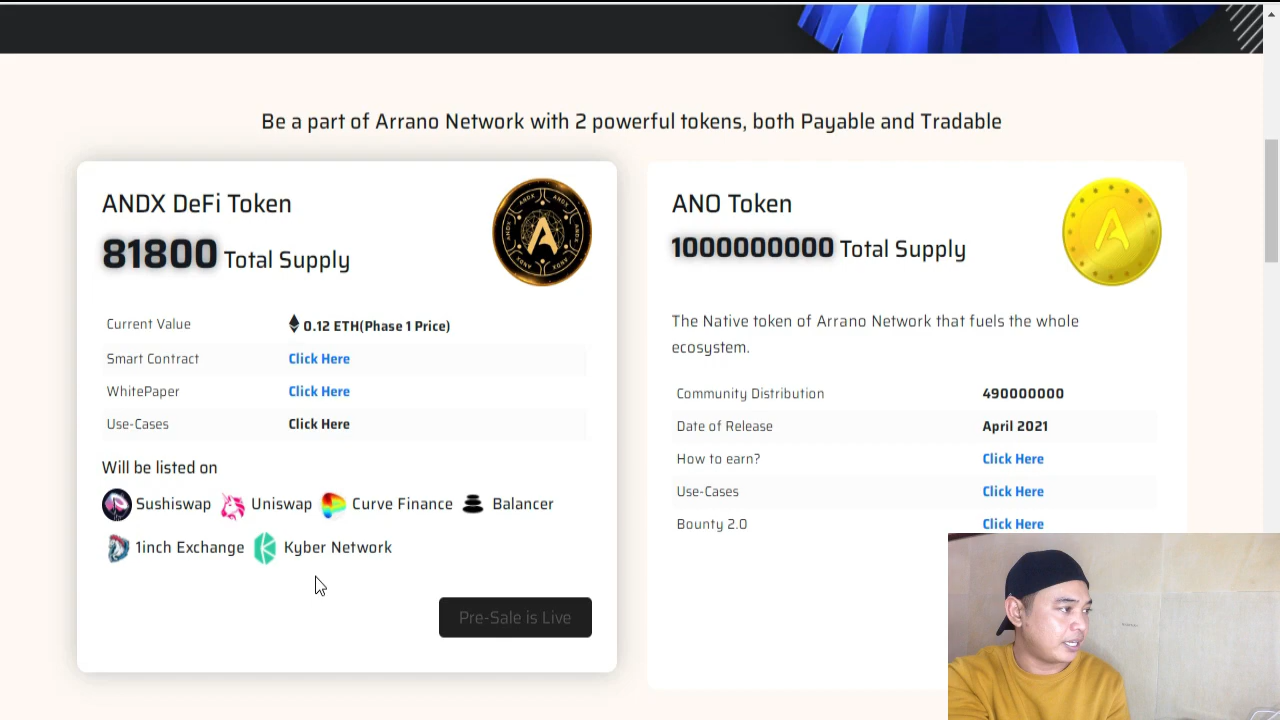 Be a part of Arrano Network with 2 powerful tokens, both Payable and Tradable
ANDX DeFi Token
81800 Total Supply
Current Value 0.12 ETH(Phase 1 Price)
Smart Contract Click Here
WhitePaper Click Here
Use-Cases Click Here
Will be listed on
Sushiswap Uniswap Curve Finance Balancer
1inch Exchange Kyber Network
Pre-Sale is Live
ANO Token
1000000000 Total Supply
The Native token of Arrano Network that fuels the whole
ecosystem.
Community Distribution 490000000
Date of Release April 2021
How to earn? Click Here
Use-Cases Click Here
Bounty 2.0 Click Here